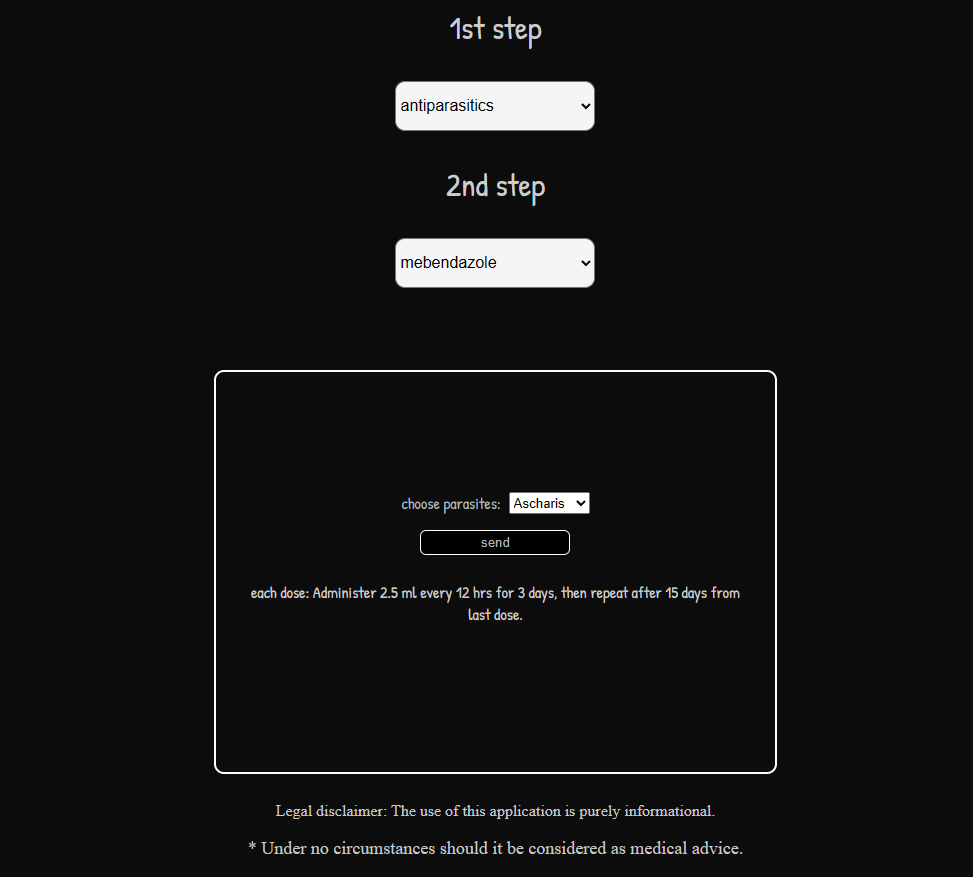 1st step
antiparasitics
2nd step
mebendazole
choose parasites: Ascharis
send
each dose: Administer 2.5 ml every 12 hrs for 3 days, then repeat after 15 days from
last dose.
Legal disclaimer: The use of this application is purely informational.
* Under no circumstances should it be considered as medical advice.